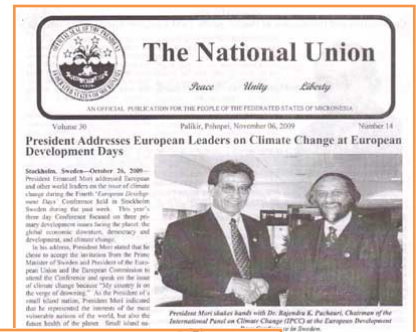 The National Union
Peace Unity Liberty
AN OFFICIAL PUBLICATION FOR THE PEOPLE OF THE FEDERATED STATES OF MICRONESIA
Volume 30 Palikir, Pohnpei, November 06, 2009 Number 14
President Addresses European Leaders on Climate Change at European
Development Days
Stockholm, Sweden—October 26, 2009—
President Emanuel Mori addressed European
and other world leaders on the issue of climate
change during the Fourth "European Develop-
ment Days" Conference held in Stockholm
Sweden during the past week. This year's
three day Conference focused on three pri-
mary development issues facing the planet: the
global economic downturn, democracy and
development, and climate change.
In his address, President Mori stated that he
chose to accept the invitation from the Prime
Minister of Sweden and President of the Euro-
pean Union and the European Commission to
attend the Conference and speak on the issue
of climate change because "My country is on
the verge of drowning." As the President of a
small island nation, President Mori indicated
that he represented the interests of the most
vulnerable nations of the world, but also the
future health of the planet. Small island na-
President Mori shakes hands with Dr. Rajendra K. Pachauri, Chairman of the
International Panel on Climate Change (IPCC) at the European Development
in Sweden.